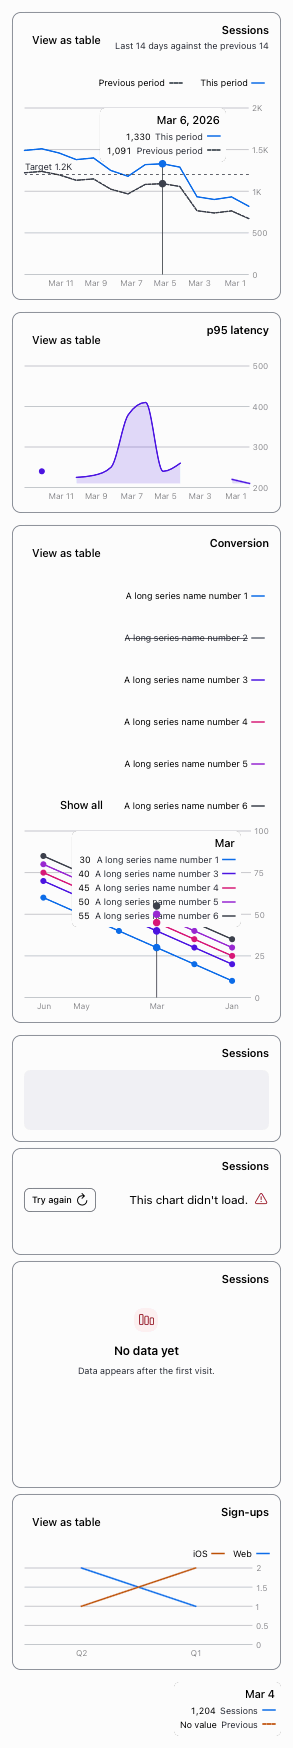 Sessions
View as table
Last 14 days against the previous 14
Previous period
This period
2K
Mar 6, 2026
1,330 This period
1,091 Previous period
1.5K
Target 1.2K
1K
500
0
Mar 11 Mar 9 Mar 7 Mar 5 Mar 3 Mar 1
p95 latency
View as table
500
400
300
200
Mar 11 Mar 9 Mar 7 Mar 5 Mar 3 Mar 1
Conversion
View as table
A long series name number 1
A long series name number 2
A long series name number 3
A long series name number 4
A long series name number 5
Show all
A long series name number 6
100
Mar
30 A long series name number 1
40 A long series name number 3
75
45 A long series name number 4
50 A long series name number 5
55 A long series name number 6
50
25
0
Jun May Mar Jan
Sessions
Sessions
Try again
This chart didn't load.
Sessions
No data yet
Data appears after the first visit.
Sign-ups
View as table
iOS
Web
2
1.5
1
0.5
0
Q2 Q1
Mar 4
1,204 Sessions
No value Previous